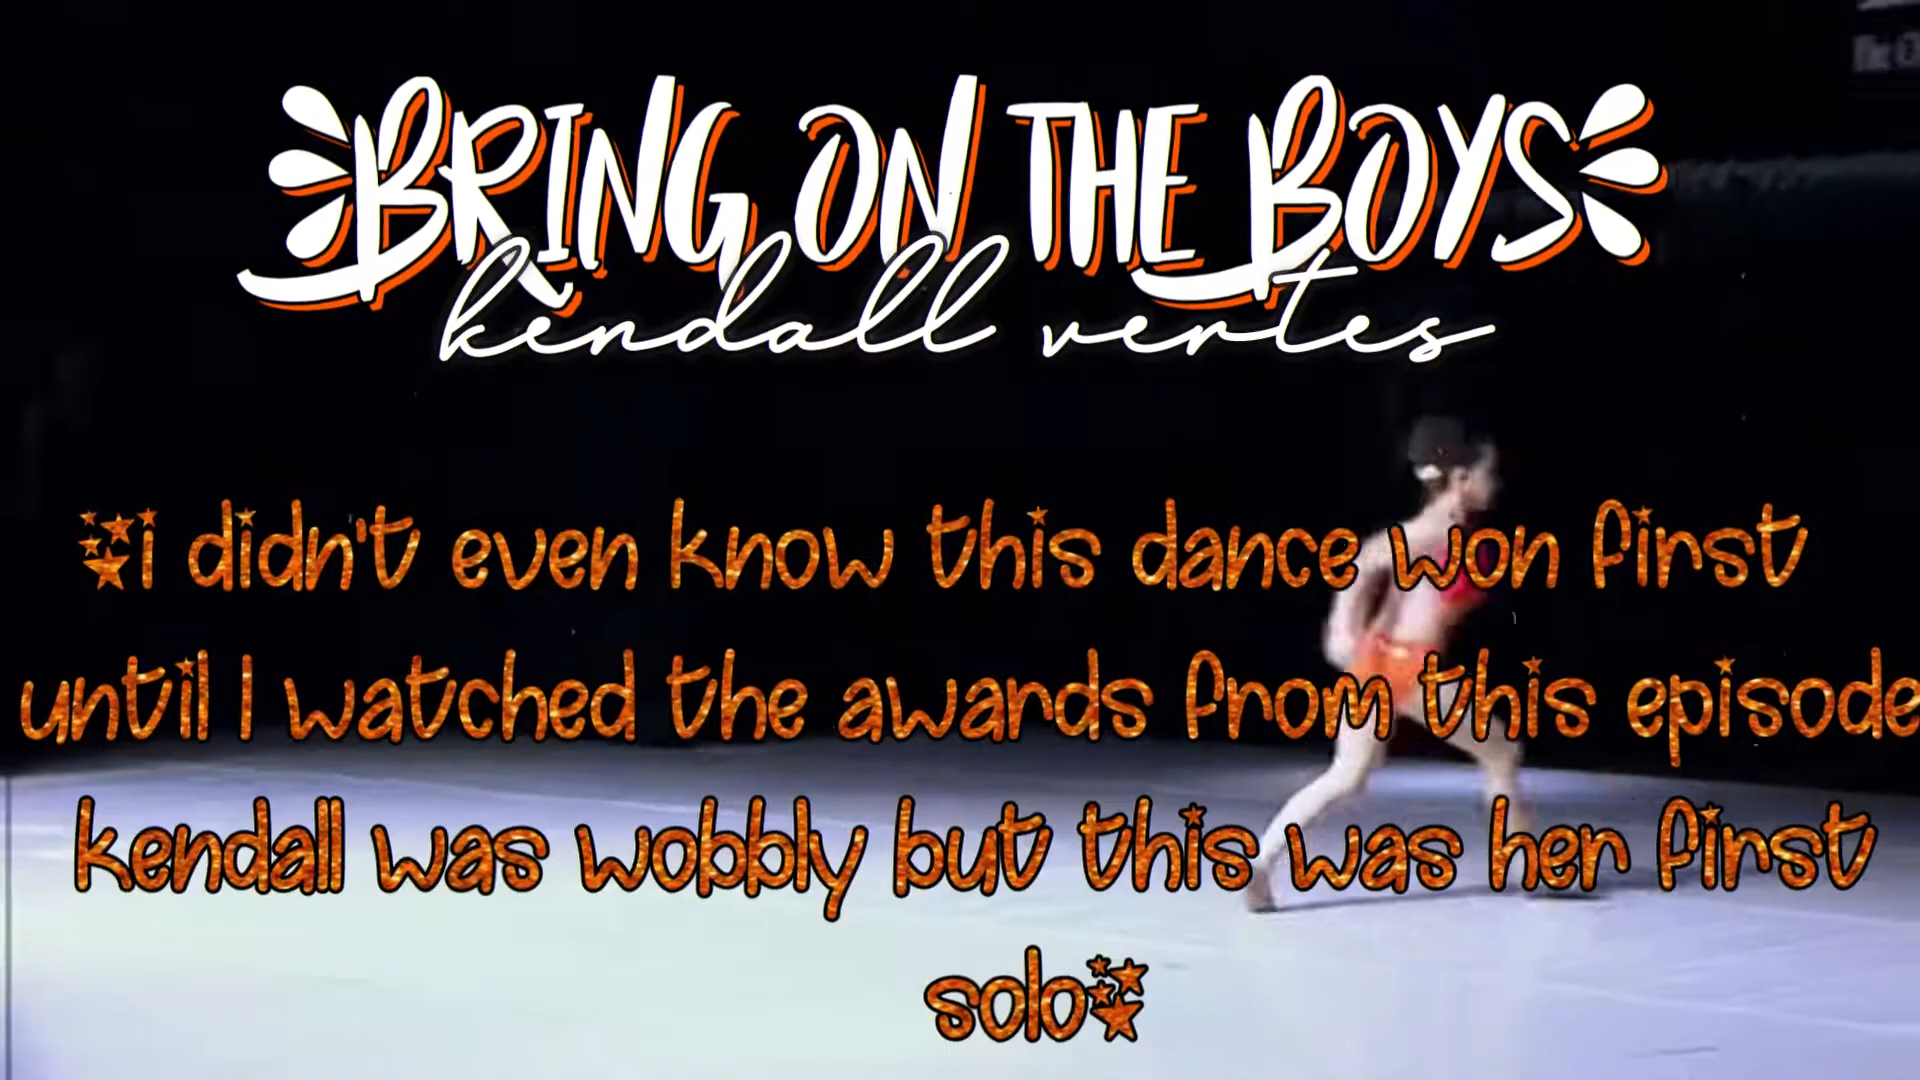 BRING ON THE BOYS
kendall vertes
i didn't even know this dance won first
until I watched the awards from this episode
kendall was wobbly but this was her first
solo